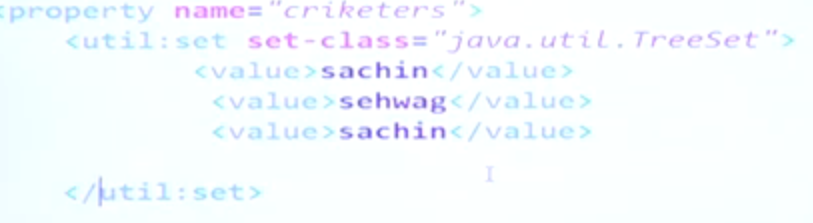 <property name="criketers">
<util:set set-class="java.util.TreeSet">
<value>sachin</value>
<value>sehwag</value>
<value>sachin</value>
</util:set>